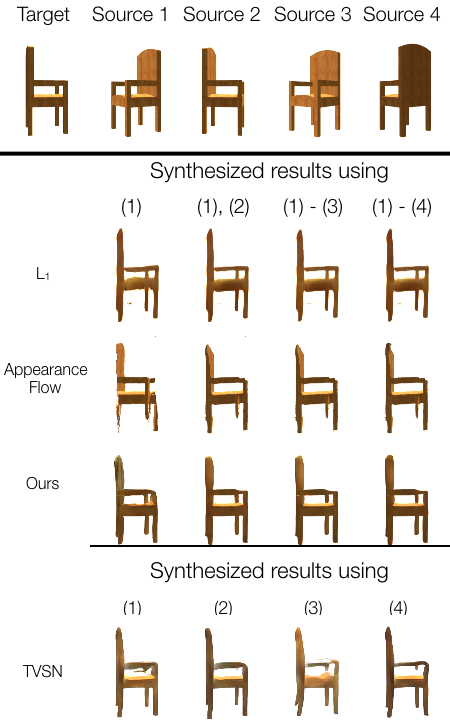 Target Source 1 Source 2 Source 3 Source 4
Synthesized results using
(1) (1), (2) (1) - (3) (1) - (4)
L₁
Appearance
Flow
Ours
Synthesized results using
(1) (2) (3) (4)
TVSN